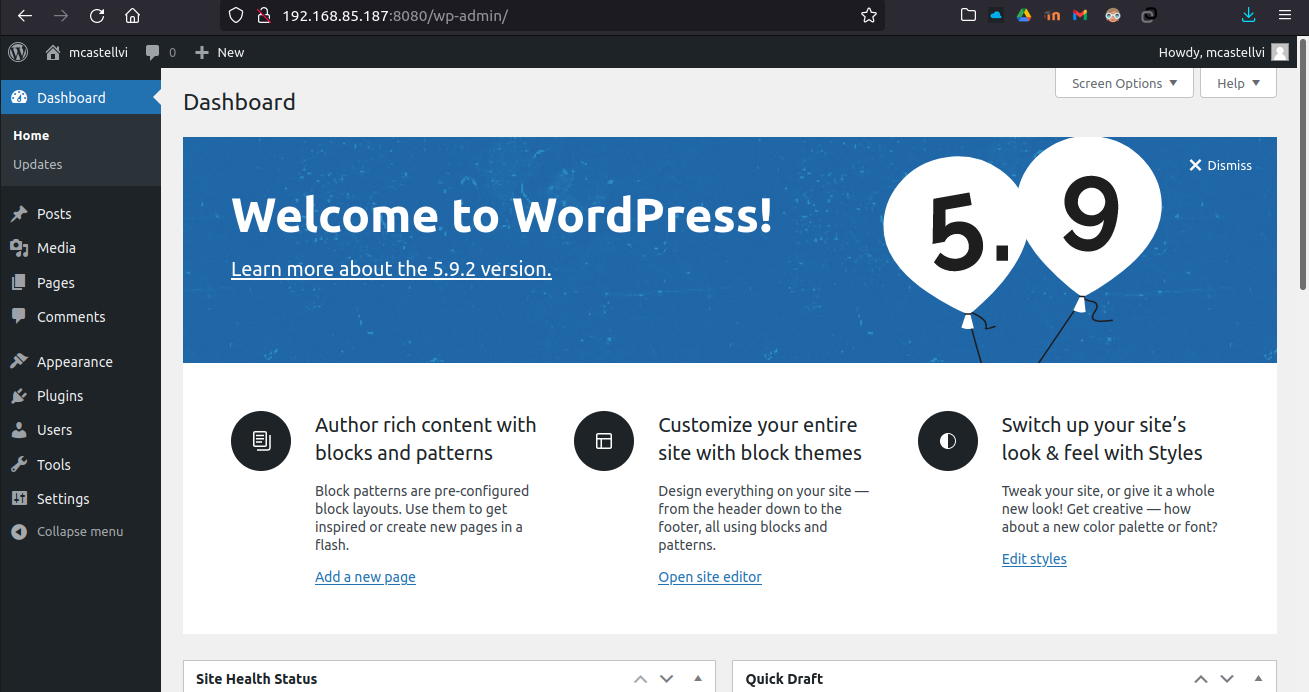 192.168.85.187:8080/wp-admin/
mcastellvi 0 New Howdy, mcastellvi
Screen Options Help
Dashboard
Home
Updates
Posts
Media
Pages
Comments
Appearance
Plugins
Users
Tools
Settings
Collapse menu
Dashboard
Dismiss
Welcome to WordPress!
Learn more about the 5.9.2 version.
5.9
Author rich content with
blocks and patterns
Block patterns are pre-configured
block layouts. Use them to get
inspired or create new pages in a
flash.
Add a new page
Customize your entire
site with block themes
Design everything on your site —
from the header down to the
footer, all using blocks and
patterns.
Open site editor
Switch up your site’s
look & feel with Styles
Tweak your site, or give it a whole
new look! Get creative — how
about a new color palette or font?
Edit styles
Site Health Status
Quick Draft